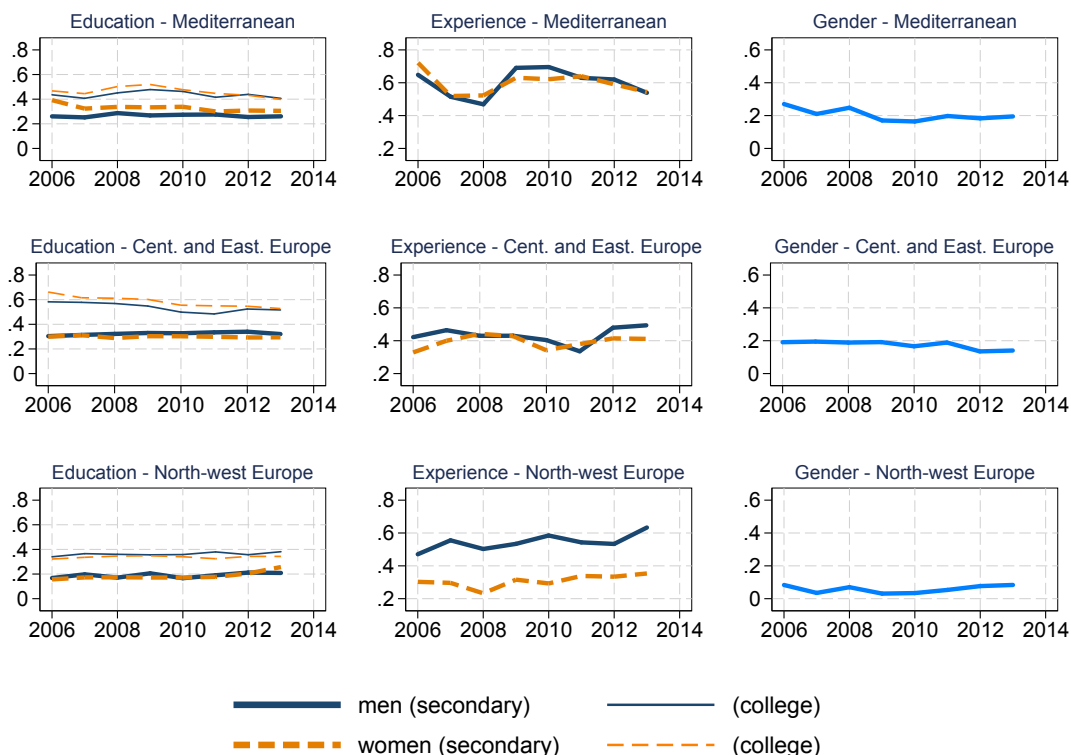 Education - Mediterranean
.8
.6
.4
.2
0
2006 2008 2010 2012 2014
Experience - Mediterranean
.8
.6
.4
.2
2006 2008 2010 2012 2014
Gender - Mediterranean
.6
.4
.2
0
2006 2008 2010 2012 2014
Education - Cent. and East. Europe
.8
.6
.4
.2
0
2006 2008 2010 2012 2014
Experience - Cent. and East. Europe
.8
.6
.4
.2
2006 2008 2010 2012 2014
Gender - Cent. and East. Europe
.6
.4
.2
0
2006 2008 2010 2012 2014
Education - North-west Europe
.8
.6
.4
.2
0
2006 2008 2010 2012 2014
Experience - North-west Europe
.8
.6
.4
.2
2006 2008 2010 2012 2014
Gender - North-west Europe
.6
.4
.2
0
2006 2008 2010 2012 2014
men (secondary) (college)
women (secondary) (college)